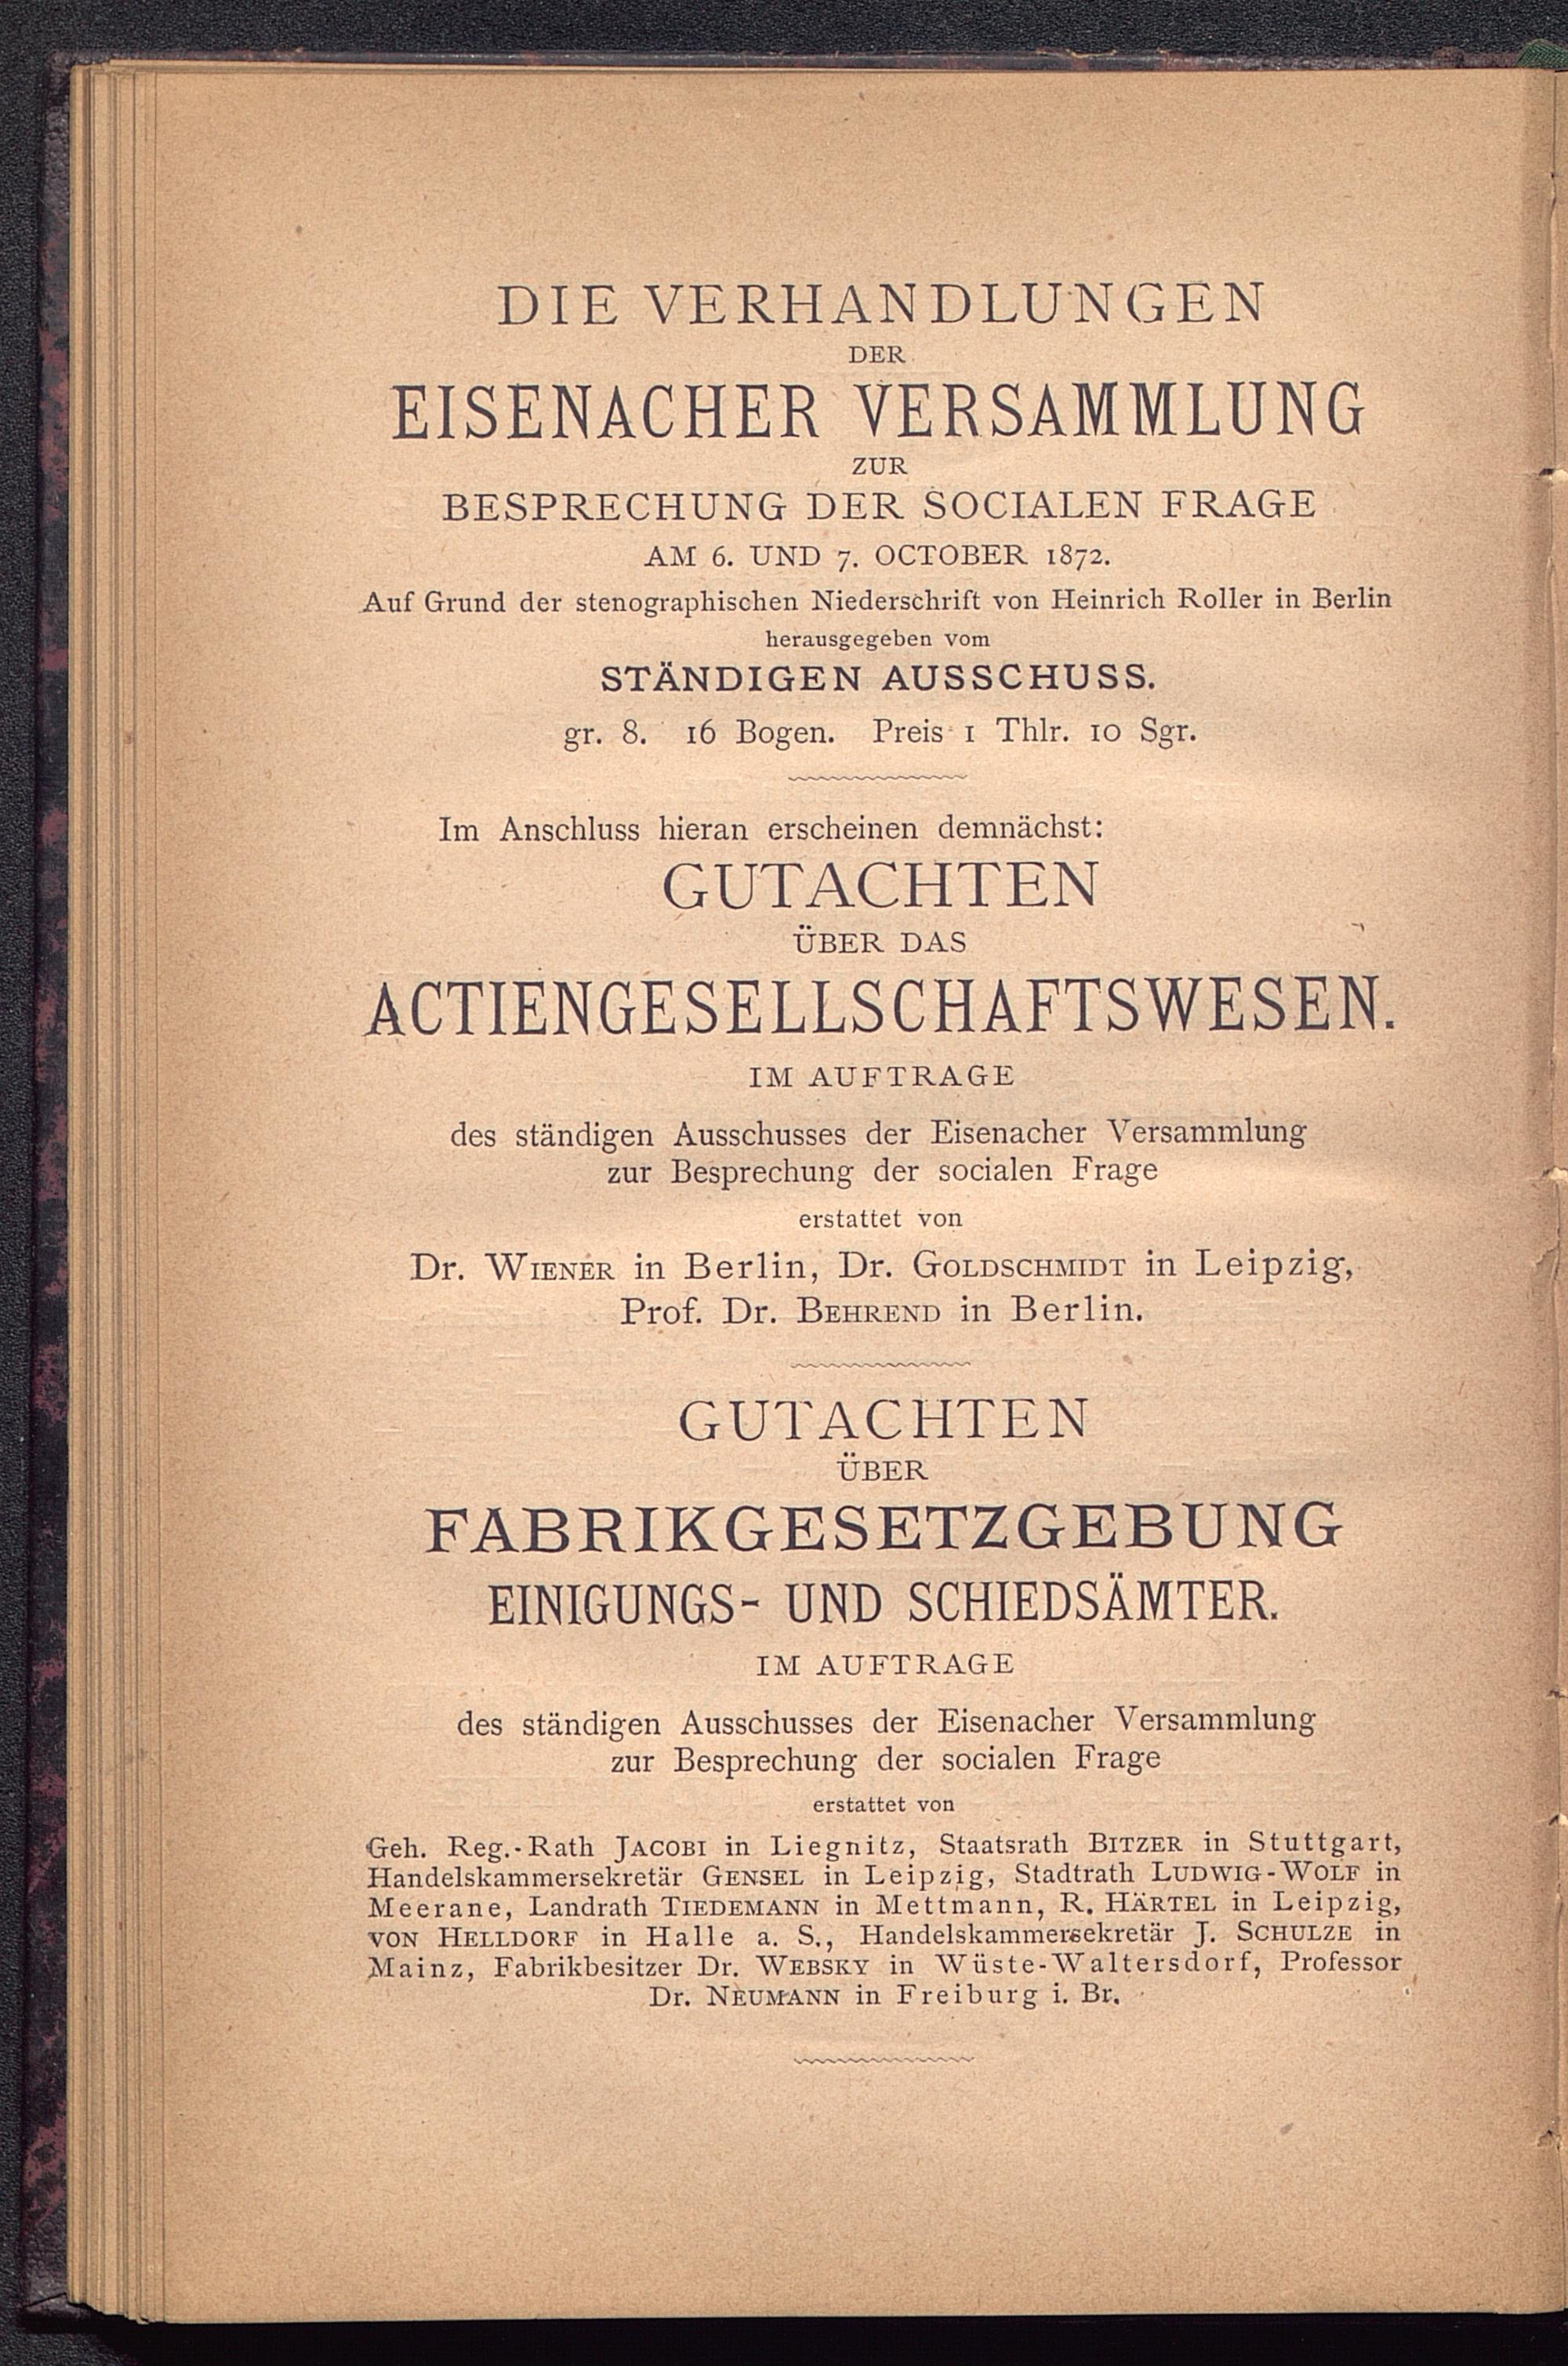 DIE VERHANDLUNGEN
DER
EISENACHER VERSAMMLUNG
ZUR
BESPRECHUNG DER SOCIALEN FRAGE
AM 6. UND 7. OCTOBER 1872.
Auf Grund der stenographischen Niederschrift von Heinrich Roller in Berlin
herausgegeben vom
STÄNDIGEN AUSSCHUSS.
gr. 8. 16 Bogen. Preis 1 Thlr. 10 Sgr.
Im Anschluss hieran erscheinen demnächst:
GUTACHTEN
ÜBER DAS
ACTIENGESELLSCHAFTSWESEN.
IM AUFTRAGE
des ständigen Ausschusses der Eisenacher Versammlung
zur Besprechung der socialen Frage
erstattet von
Dr. WIENER in Berlin, Dr. GOLDSCHMIDT in Leipzig,
Prof. Dr. BEHREND in Berlin.
GUTACHTEN
ÜBER
FABRIKGESETZGEBUNG
EINIGUNGS- UND SCHIEDSÄMTER.
IM AUFTRAGE
des ständigen Ausschusses der Eisenacher Versammlung
zur Besprechung der socialen Frage
erstattet von
Geh. Reg.-Rath JACOBI in Liegnitz, Staatsrath BITZER in Stuttgart,
Handelskammersekretär GENSEL in Leipzig, Stadtrath LUDWIG-WOLF in
Meerane, Landrath TIEDEMANN in Mettmann, R. HÄRTEL in Leipzig,
VON HELLDORF in Halle a. S., Handelskammersekretär J. SCHULZE in
Mainz, Fabrikbesitzer Dr. WEBSKY in Wüste-Waltersdorf, Professor
Dr. NEUMANN in Freiburg i. Br.